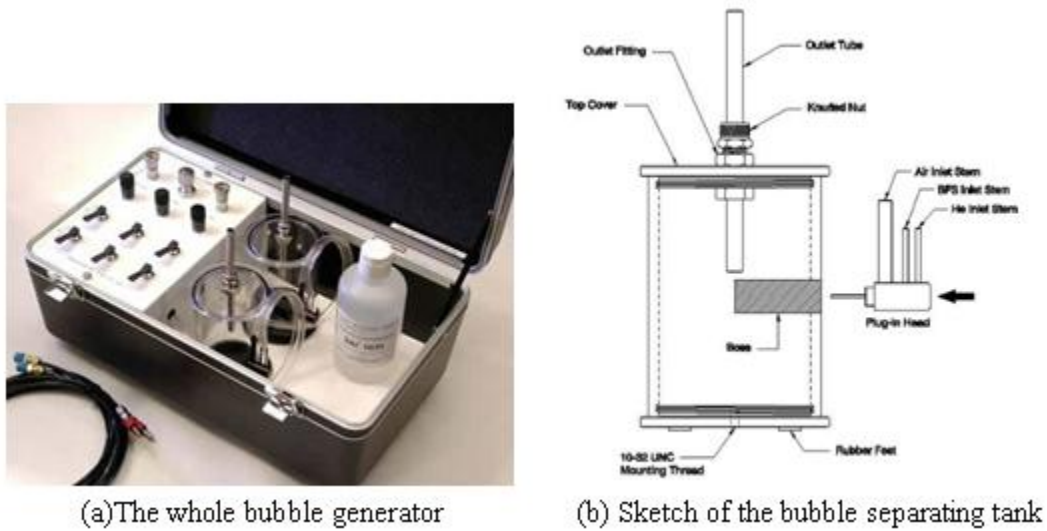 Outlet Fitting
Outlet Tube
Top Cover
Knurled Nut
Air Inlet Stem
BFS Inlet Stem
He Inlet Stem
Plug-in Head
Boss
10-32 UNC
Mounting Thread
Rubber Feet
(a)The whole bubble generator
(b) Sketch of the bubble separating tank